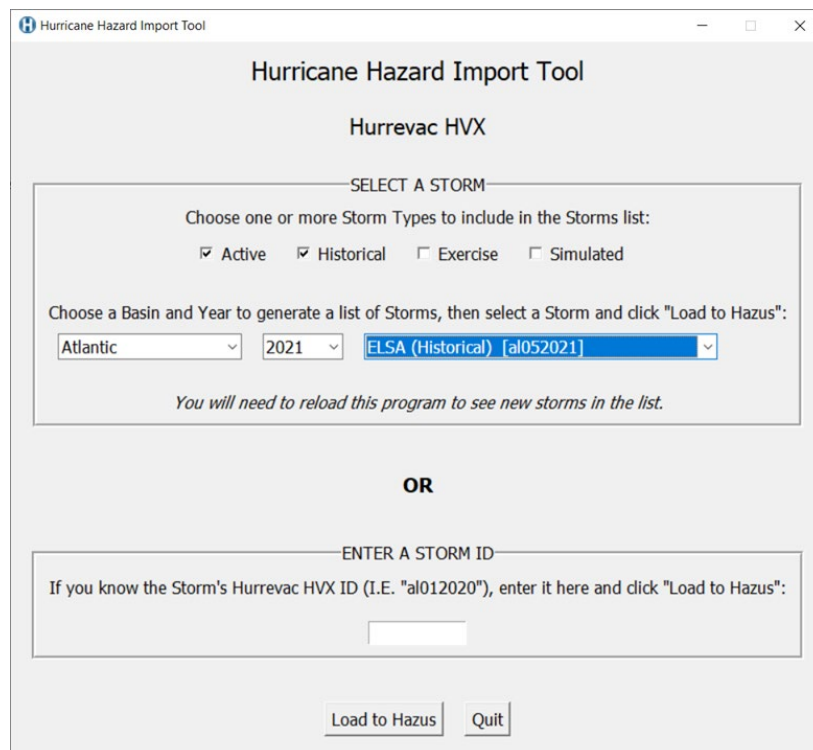 Hurricane Hazard Import Tool
Hurricane Hazard Import Tool
Hurrevac HVX
SELECT A STORM
Choose one or more Storm Types to include in the Storms list:
Active Historical Exercise Simulated
Choose a Basin and Year to generate a list of Storms, then select a Storm and click "Load to Hazus":
Atlantic 2021 ELSA (Historical) [al052021]
You will need to reload this program to see new storms in the list.
OR
ENTER A STORM ID
If you know the Storm's Hurrevac HVX ID (I.E. "al012020"), enter it here and click "Load to Hazus":
Load to Hazus Quit